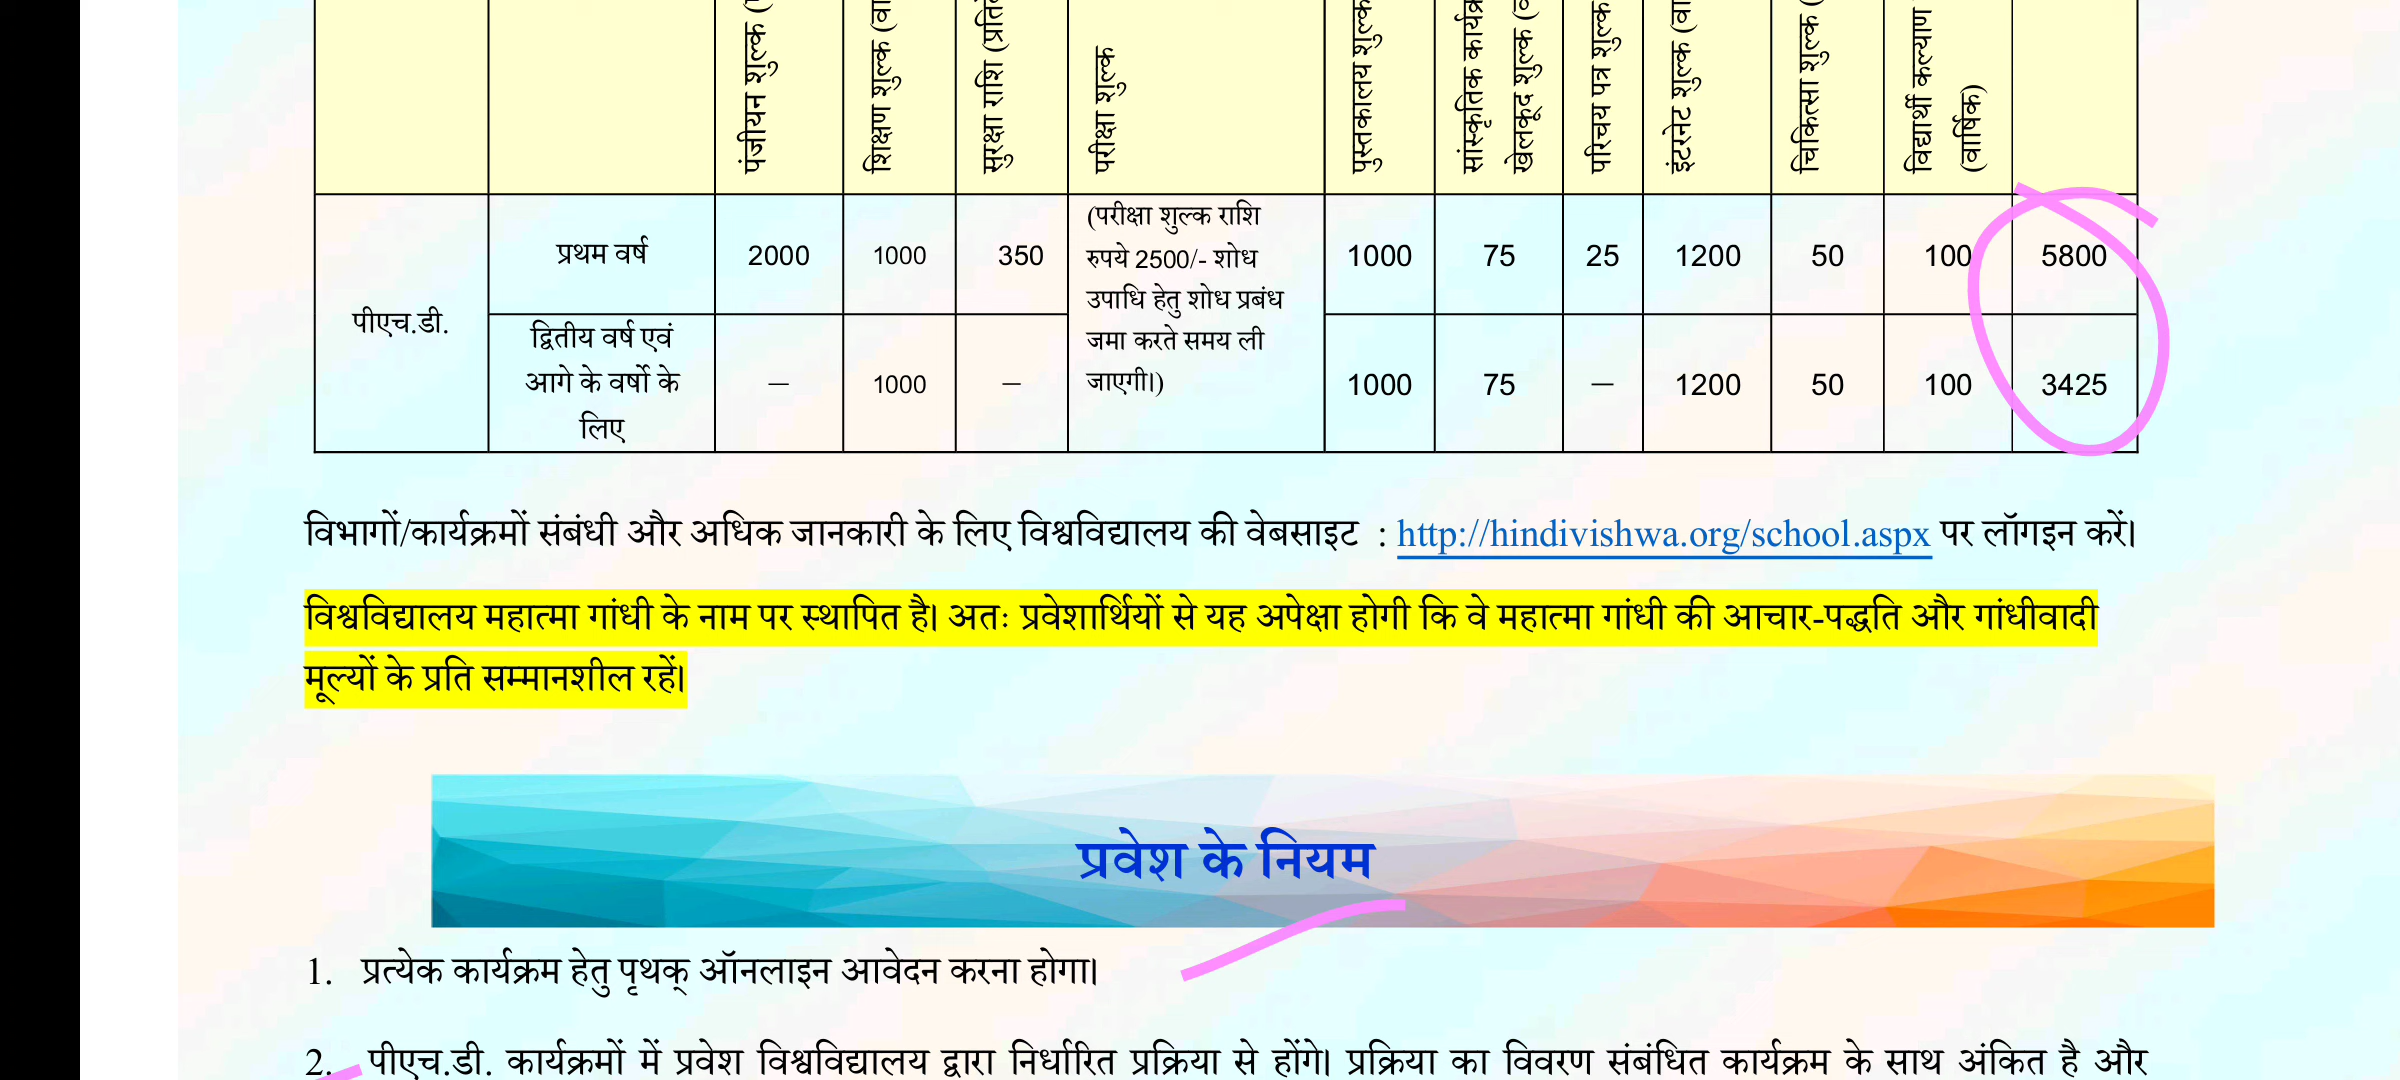 पंजीयन शुल्क
शिक्षण शुल्क
सुरक्षा राशि
परीक्षा शुल्क
पुस्तकालय शुल्क
सांस्कृतिक
खेलकूद शुल्क
परिचय पत्र शुल्क
इंटरनेट शुल्क
चिकित्सा शुल्क
विद्यार्थी कल्याण
(वार्षिक)
पीएच.डी.
प्रथम वर्ष 2000 1000 350 1000 75 25 1200 50 100 5800
(परीक्षा शुल्क राशि
रुपये 2500/- शोध
उपाधि हेतु शोध प्रबंध
जमा करते समय ली
जाएगी।)
द्वितीय वर्ष एवं
आगे के वर्षो के
लिए
– 1000 – 1000 75 – 1200 50 100 3425
विभागों/कार्यक्रमों संबंधी और अधिक जानकारी के लिए विश्वविद्यालय की वेबसाइट : http://hindivishwa.org/school.aspx पर लॉगइन करें।
विश्वविद्यालय महात्मा गांधी के नाम पर स्थापित है। अतः प्रवेशार्थियों से यह अपेक्षा होगी कि वे महात्मा गांधी की आचार-पद्धति और गांधीवादी
मूल्यों के प्रति सम्मानशील रहें।
प्रवेश के नियम
1. प्रत्येक कार्यक्रम हेतु पृथक् ऑनलाइन आवेदन करना होगा।
2. पीएच.डी. कार्यक्रमों में प्रवेश विश्वविद्यालय द्वारा निर्धारित प्रक्रिया से होंगे। प्रक्रिया का विवरण संबंधित कार्यक्रम के साथ अंकित है और